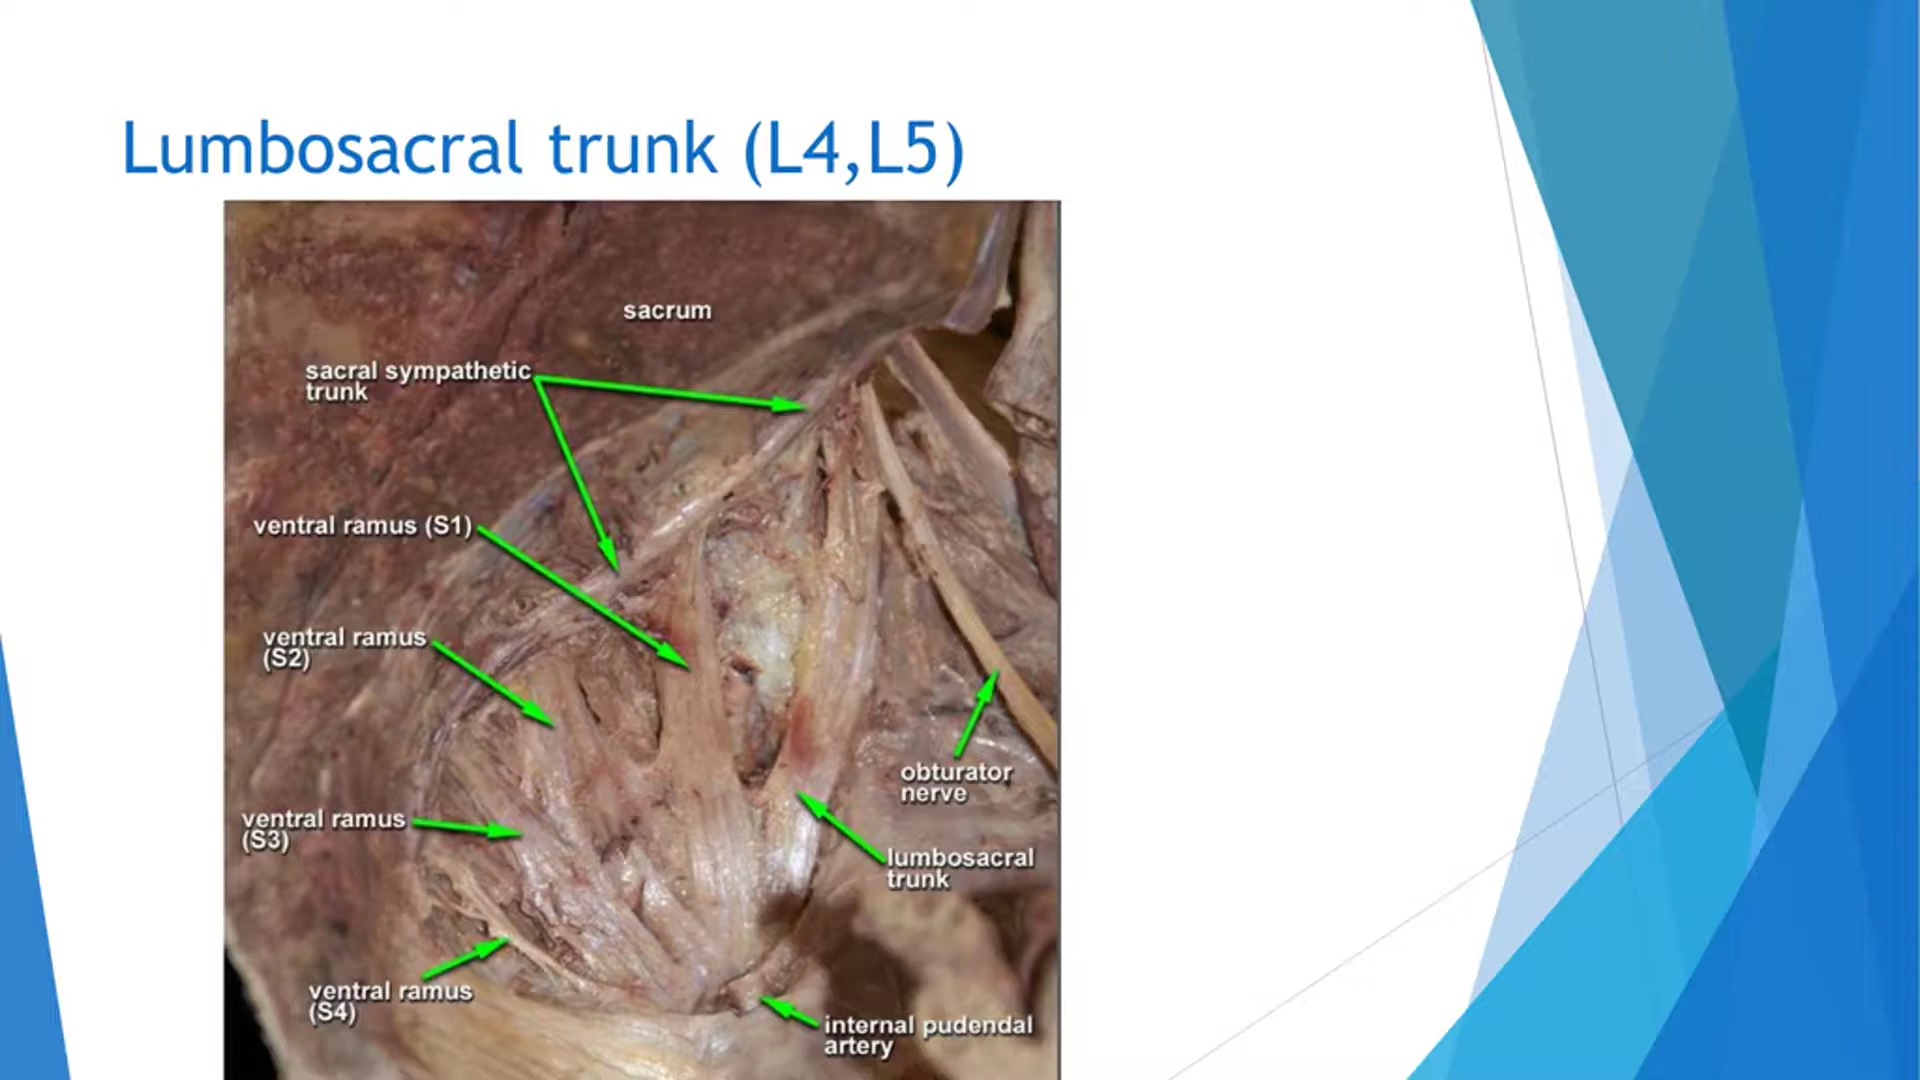 Lumbosacral trunk (L4,L5)
sacrum
sacral sympathetic
trunk
ventral ramus (S1)
ventral ramus
(S2)
obturator
nerve
ventral ramus
(S3)
lumbosacral
trunk
ventral ramus
(S4)
internal pudendal
artery